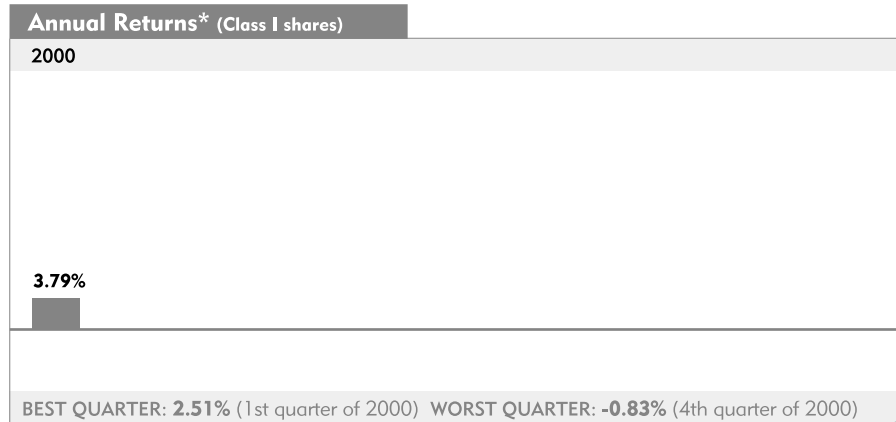 Annual Returns* (Class I shares)
2000
3.79%
BEST QUARTER: 2.51% (1st quarter of 2000) WORST QUARTER: -0.83% (4th quarter of 2000)